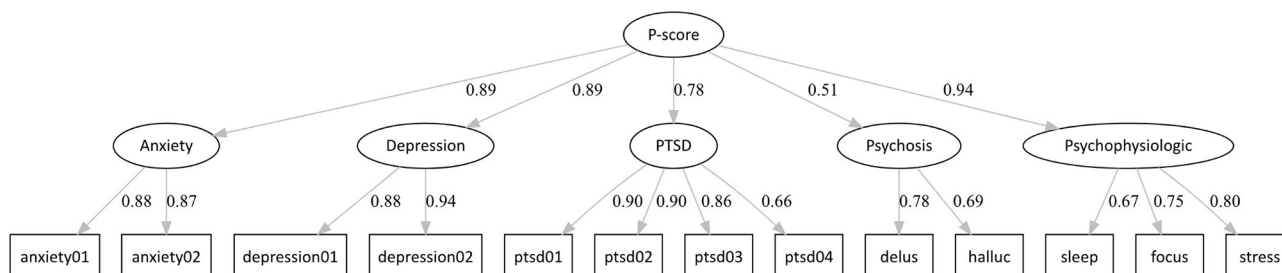 P-score
0.89 0.89 0.78 0.51 0.94
Anxiety Depression PTSD Psychosis Psychophysiologic
0.88 0.87 0.88 0.94 0.90 0.90 0.86 0.66 0.78 0.69 0.67 0.75 0.80
anxiety01 anxiety02 depression01 depression02 ptsd01 ptsd02 ptsd03 ptsd04 delus halluc sleep focus stress